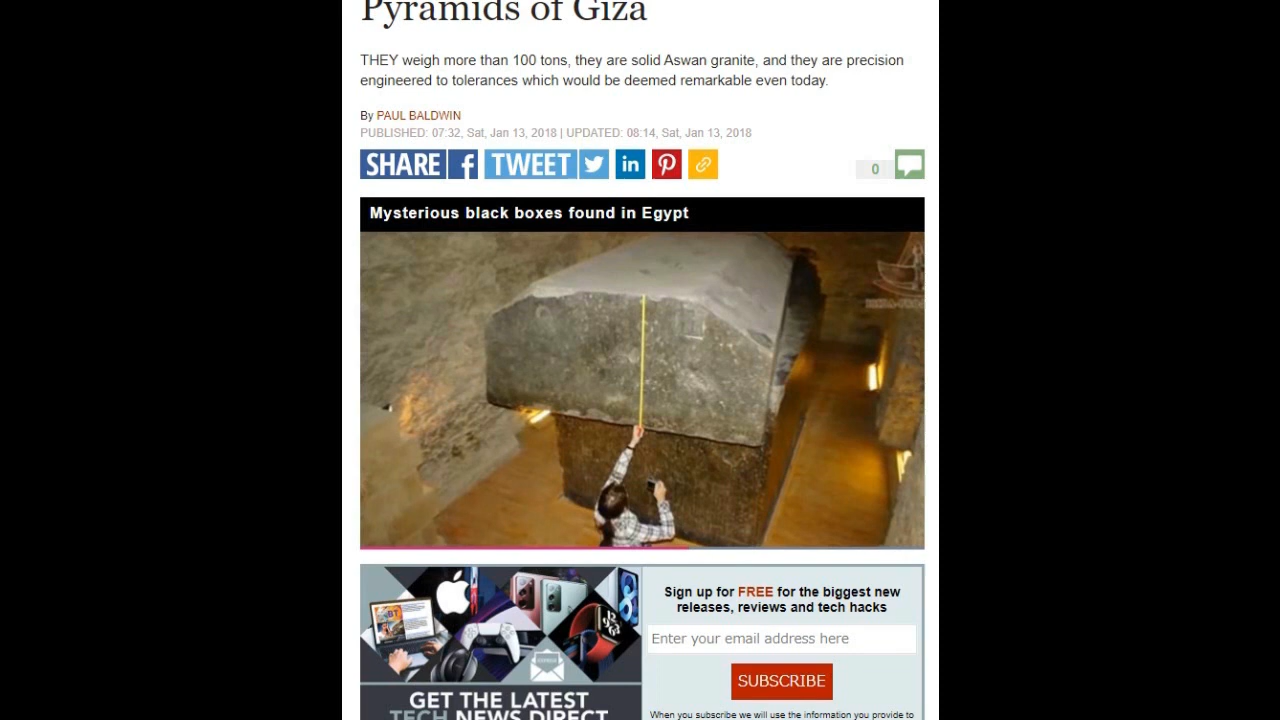 Pyramids of Giza
THEY weigh more than 100 tons, they are solid Aswan granite, and they are precision
engineered to tolerances which would be deemed remarkable even today.
By PAUL BALDWIN
PUBLISHED: 07:32, Sat, Jan 13, 2018 | UPDATED: 08:14, Sat, Jan 13, 2018
SHARE f TWEET in
0
Mysterious black boxes found in Egypt
Sign up for FREE for the biggest new
releases, reviews and tech hacks
Enter your email address here
SUBSCRIBE
GET THE LATEST
TECH NEWS DIRECT
When you subscribe we will use the information you provide to